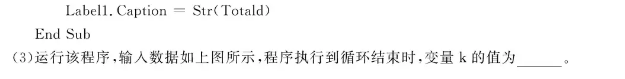 Label1.Caption = Str(Totald)
End Sub
(3)运行该程序,输入数据如上图所示,程序执行到循环结束时,变量 k 的值为______。